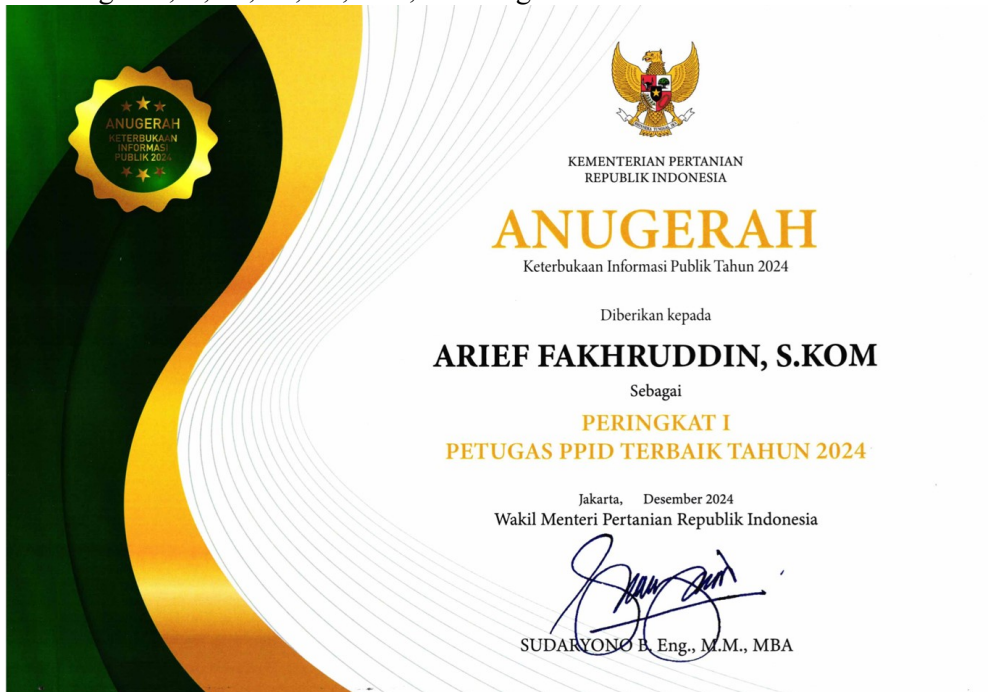 ANUGERAH
KETERBUKAAN
INFORMASI
PUBLIK 2024
KEMENTERIAN PERTANIAN
REPUBLIK INDONESIA
ANUGERAH
Keterbukaan Informasi Publik Tahun 2024
Diberikan kepada
ARIEF FAKHRUDDIN, S.KOM
Sebagai
PERINGKAT I
PETUGAS PPID TERBAIK TAHUN 2024
Jakarta, Desember 2024
Wakil Menteri Pertanian Republik Indonesia
SUDARYONO B. Eng., M.M., MBA